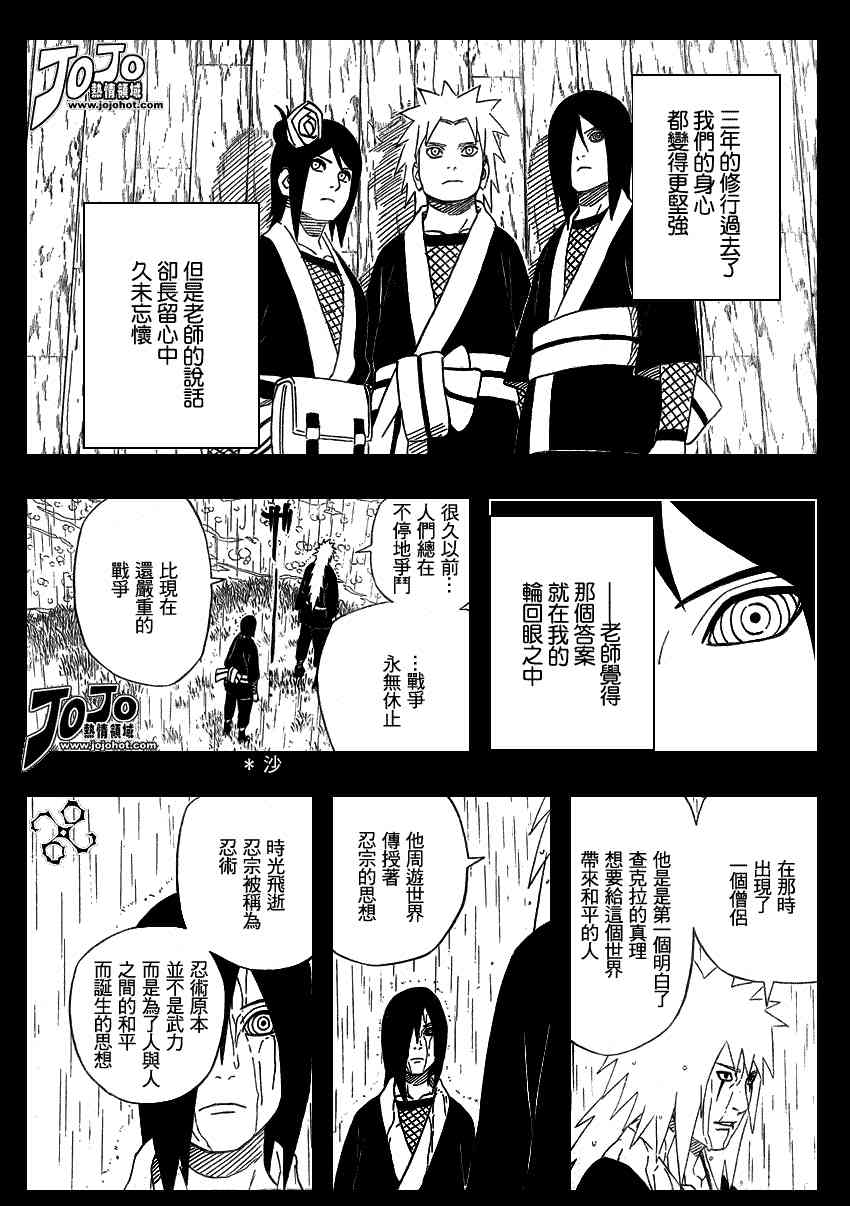 JOJO
熱情領域
www.jojohot.com
三年的修行過去了
我們的身心
都變得更堅強
但是老師的說話
卻長留心中
久未忘懷
——老師覺得
那個答案
就在我的
輪回眼之中
很久以前…
人們總在
不停地爭鬥
…戰爭
永無休止
比現在
還嚴重的
戰爭
JOJO
熱情領域
www.jojohot.com
* 沙
在那時
出現了
一個僧侶
他是是第一個明白了
查克拉的真理
想要給這個世界
帶來和平的人
他周遊世界
傳授著
忍宗的思想
時光飛逝
忍宗被稱為
忍術
忍術原本
並不是武力
而是為了人與人
之間的和平
而誕生的思想